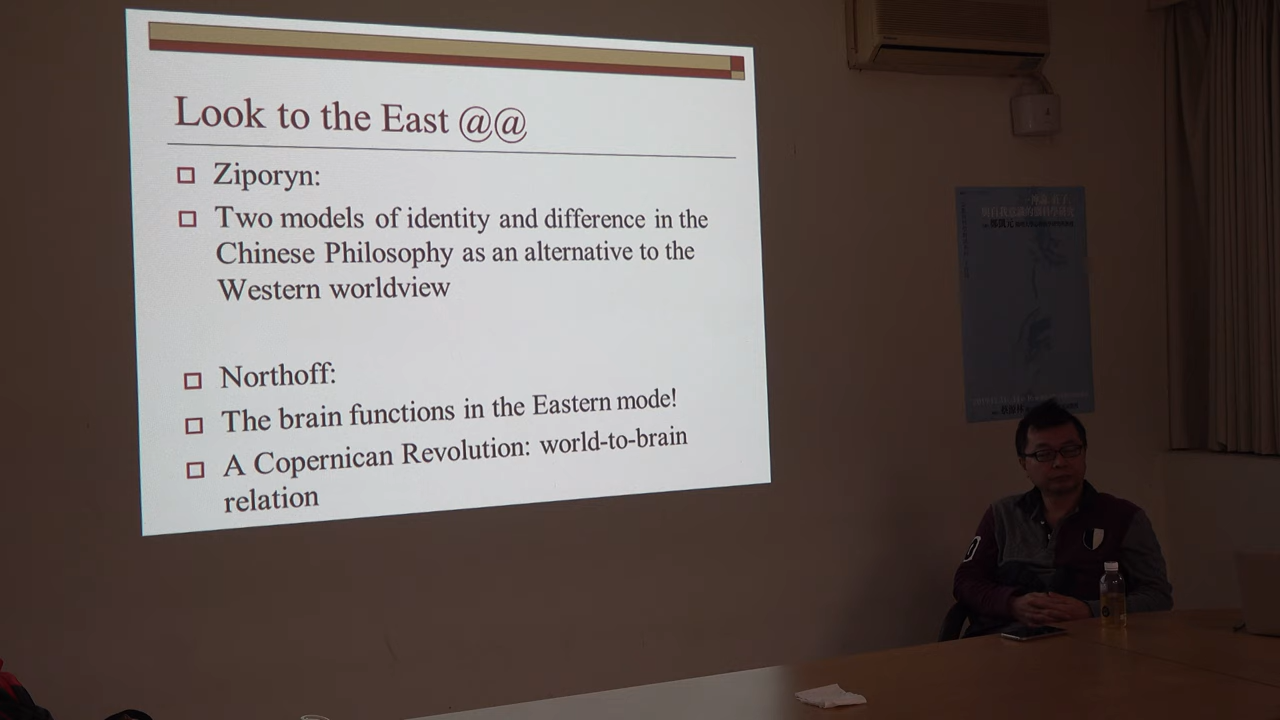 Look to the East @@
Ziporyn:
Two models of identity and difference in the
Chinese Philosophy as an alternative to the
Western worldview
Northoff:
The brain functions in the Eastern mode!
A Copernican Revolution: world-to-brain
relation